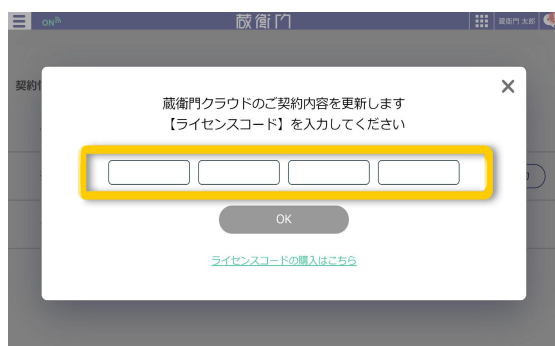 ONᴮᴺ
蔵衛門
蔵衛門 太郎
契約
蔵衛門クラウドのご契約内容を更新します
【ライセンスコード】を入力してください
OK
ライセンスコードの購入はこちら